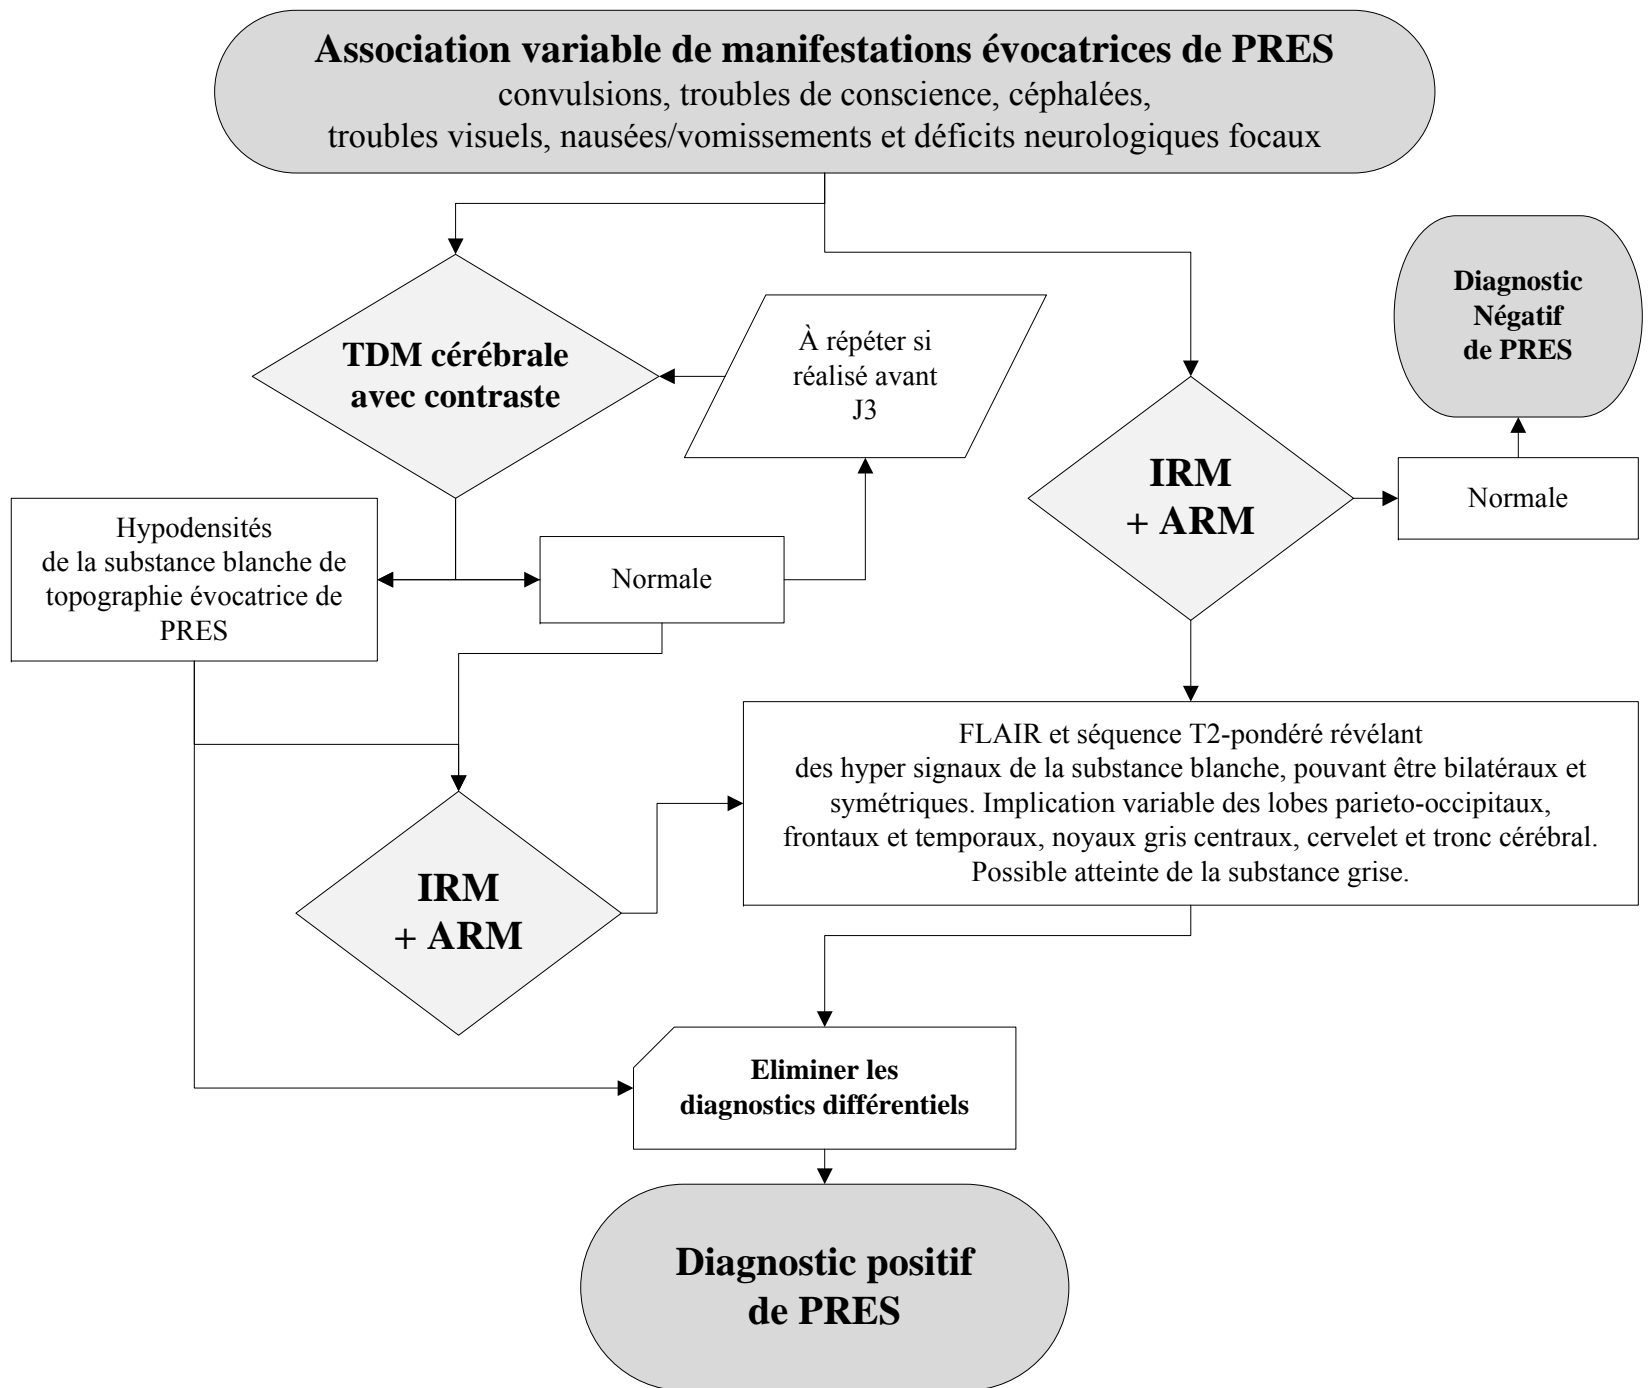 Association variable de manifestations évocatrices de PRES
convulsions, troubles de conscience, céphalées,
troubles visuels, nausées/vomissements et déficits neurologiques focaux
Diagnostic
Négatif
de PRES
À répéter si
réalisé avant
J3
TDM cérébrale
avec contraste
IRM
+ ARM
Normale
Hypodensités
de la substance blanche de
topographie évocatrice de
PRES
Normale
FLAIR et séquence T2-pondéré révélant
des hyper signaux de la substance blanche, pouvant être bilatéraux et
symétriques. Implication variable des lobes parieto-occipitaux,
frontaux et temporaux, noyaux gris centraux, cervelet et tronc cérébral.
Possible atteinte de la substance grise.
IRM
+ ARM
Eliminer les
diagnostics différentiels
Diagnostic positif
de PRES